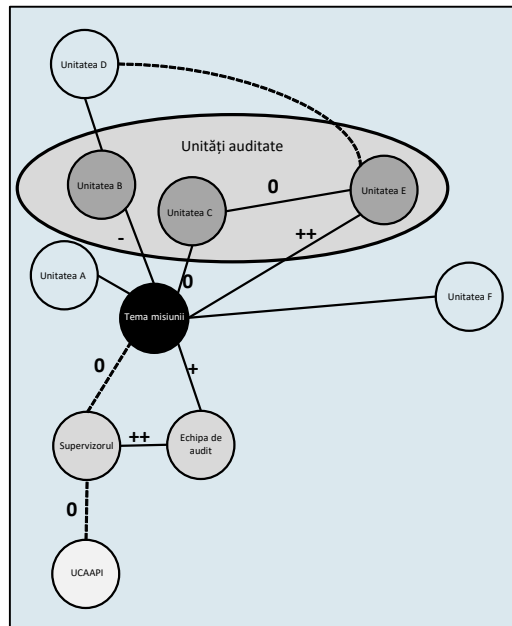 Unitatea D
Unități auditate
Unitatea B
0
Unitatea E
Unitatea C
++
-
Unitatea A
0
Unitatea F
Tema misiunii
0
+
Supervizorul
++
Echipa de
audit
0
UCAAPI